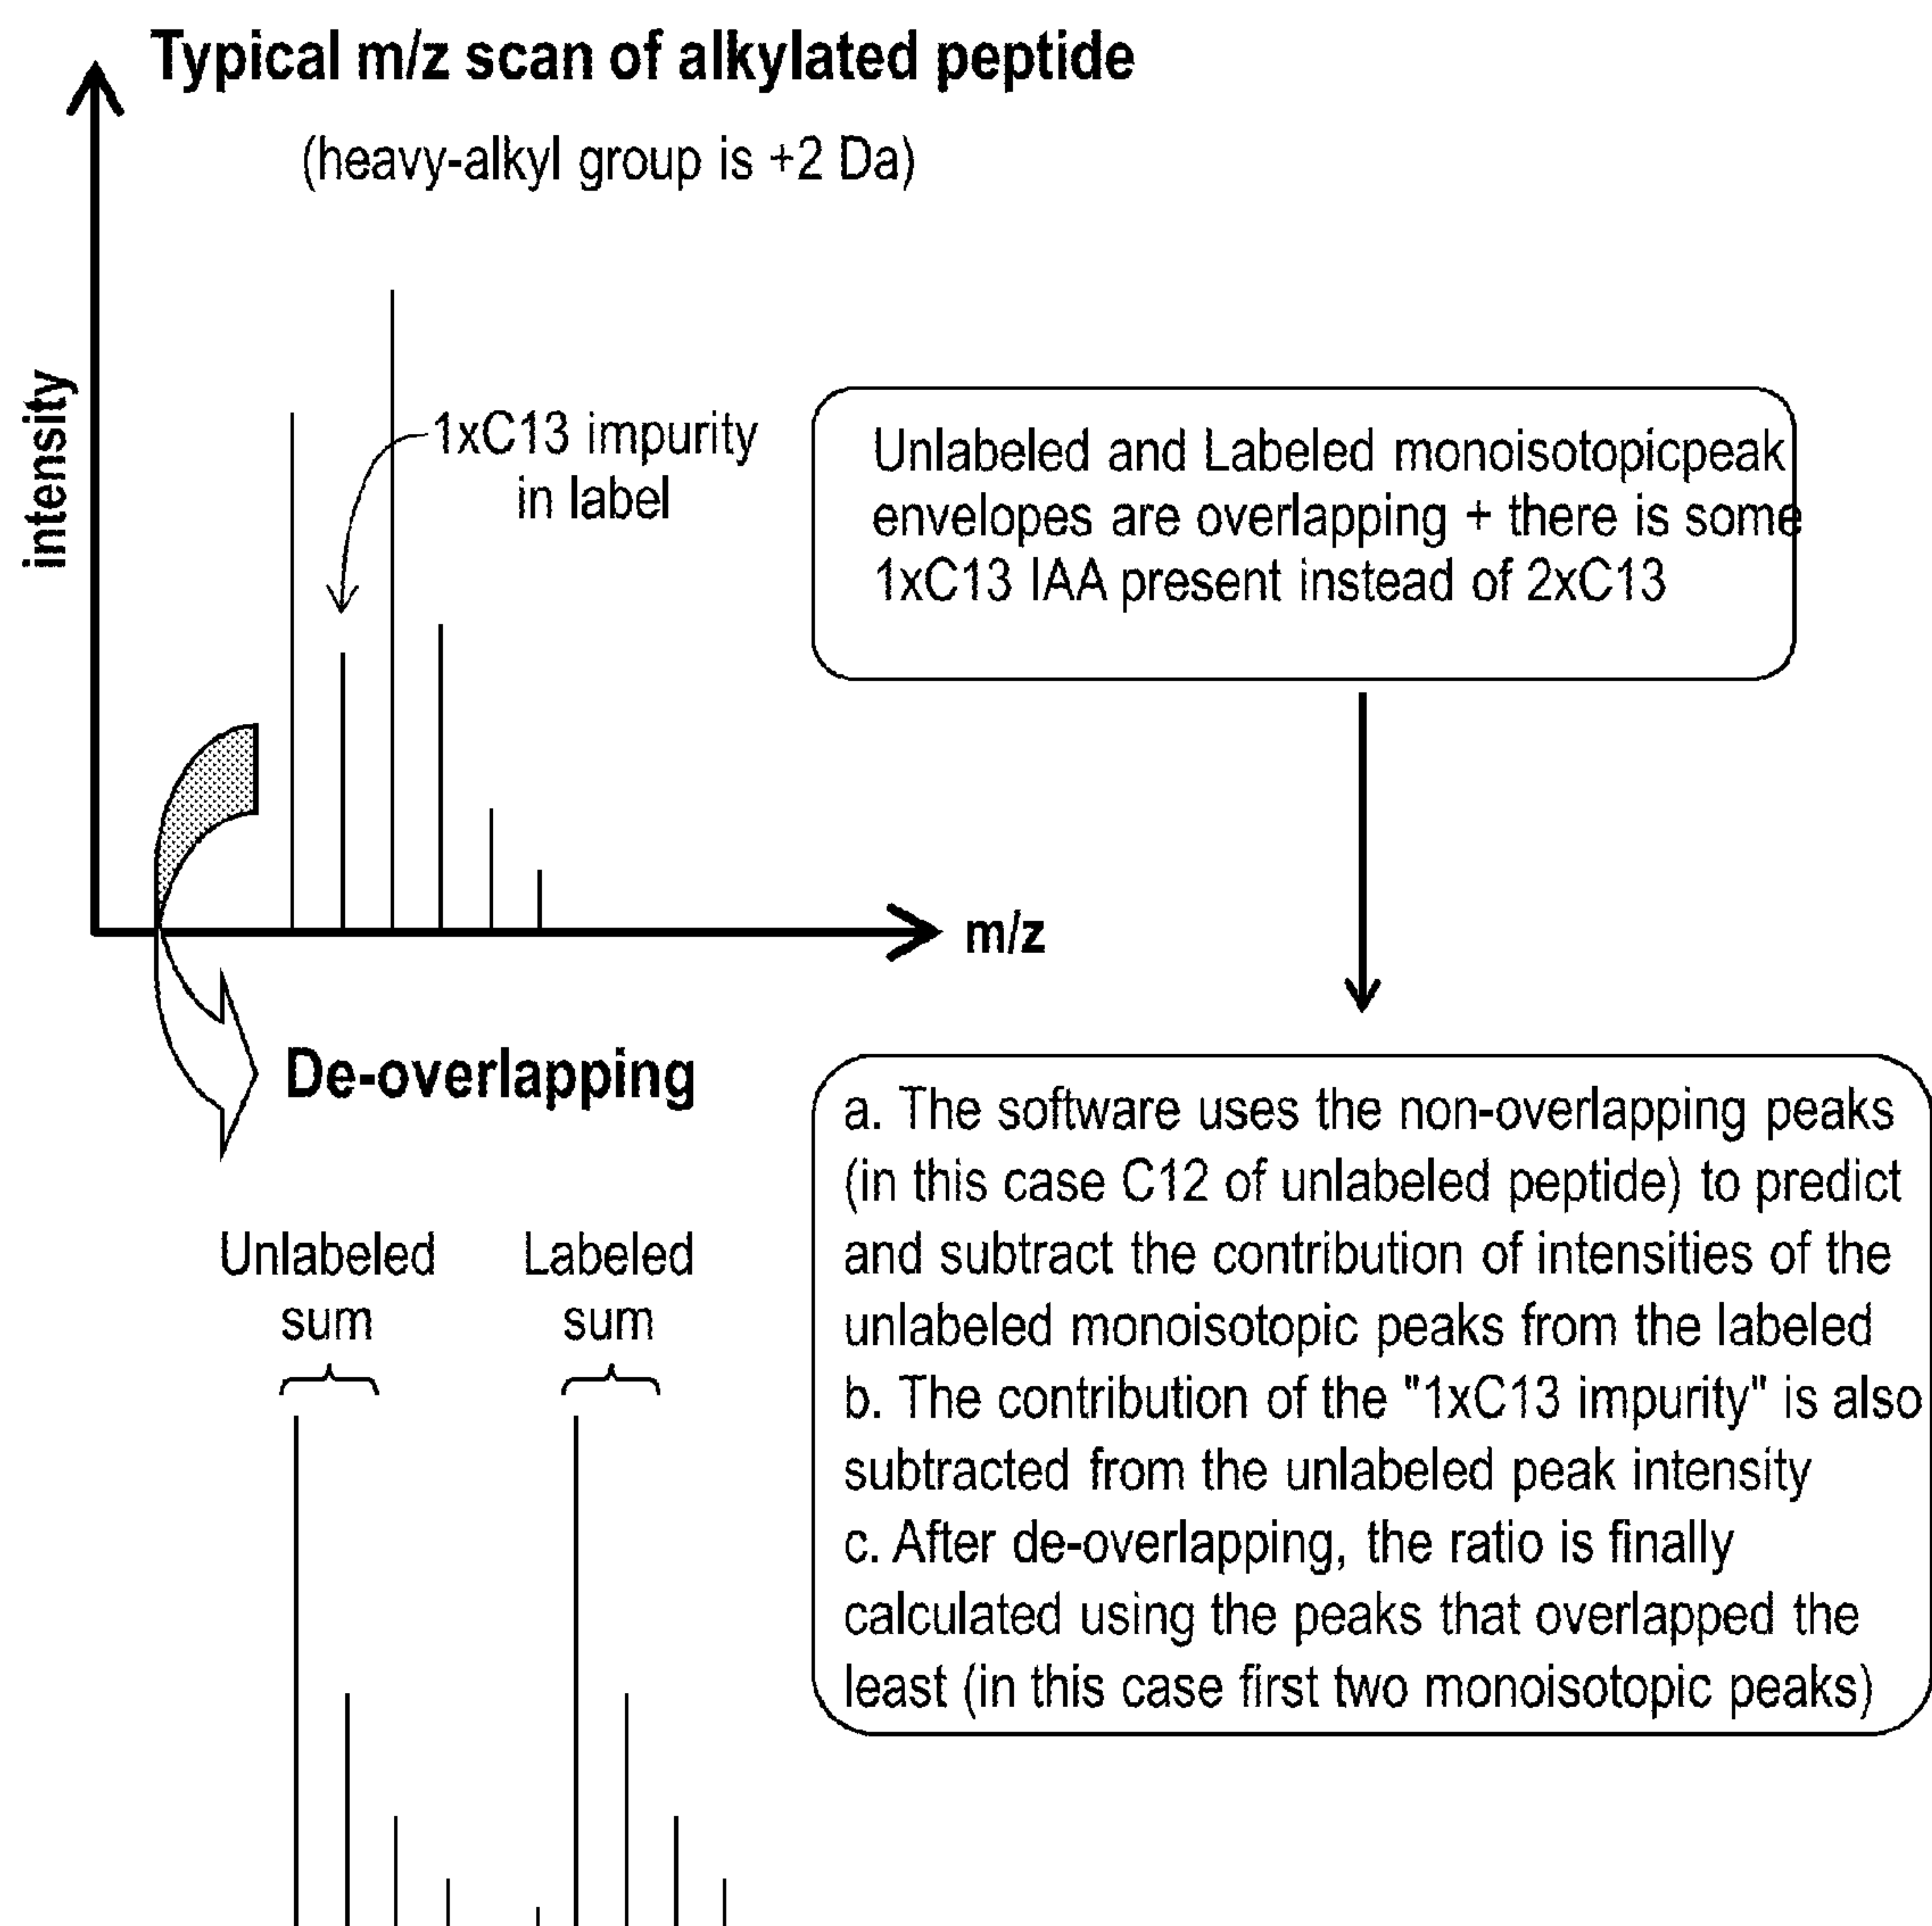 Typical m/z scan of alkylated peptide
(heavy-alkyl group is +2 Da)
intensity
1xC13 impurity
in label
m/z
Unlabeled and Labeled monoisotopicpeak
envelopes are overlapping + there is some
1xC13 IAA present instead of 2xC13
De-overlapping
Unlabeled
sum
Labeled
sum
a. The software uses the non-overlapping peaks
(in this case C12 of unlabeled peptide) to predict
and subtract the contribution of intensities of the
unlabeled monoisotopic peaks from the labeled
b. The contribution of the "1xC13 impurity" is also
subtracted from the unlabeled peak intensity
c. After de-overlapping, the ratio is finally
calculated using the peaks that overlapped the
least (in this case first two monoisotopic peaks)